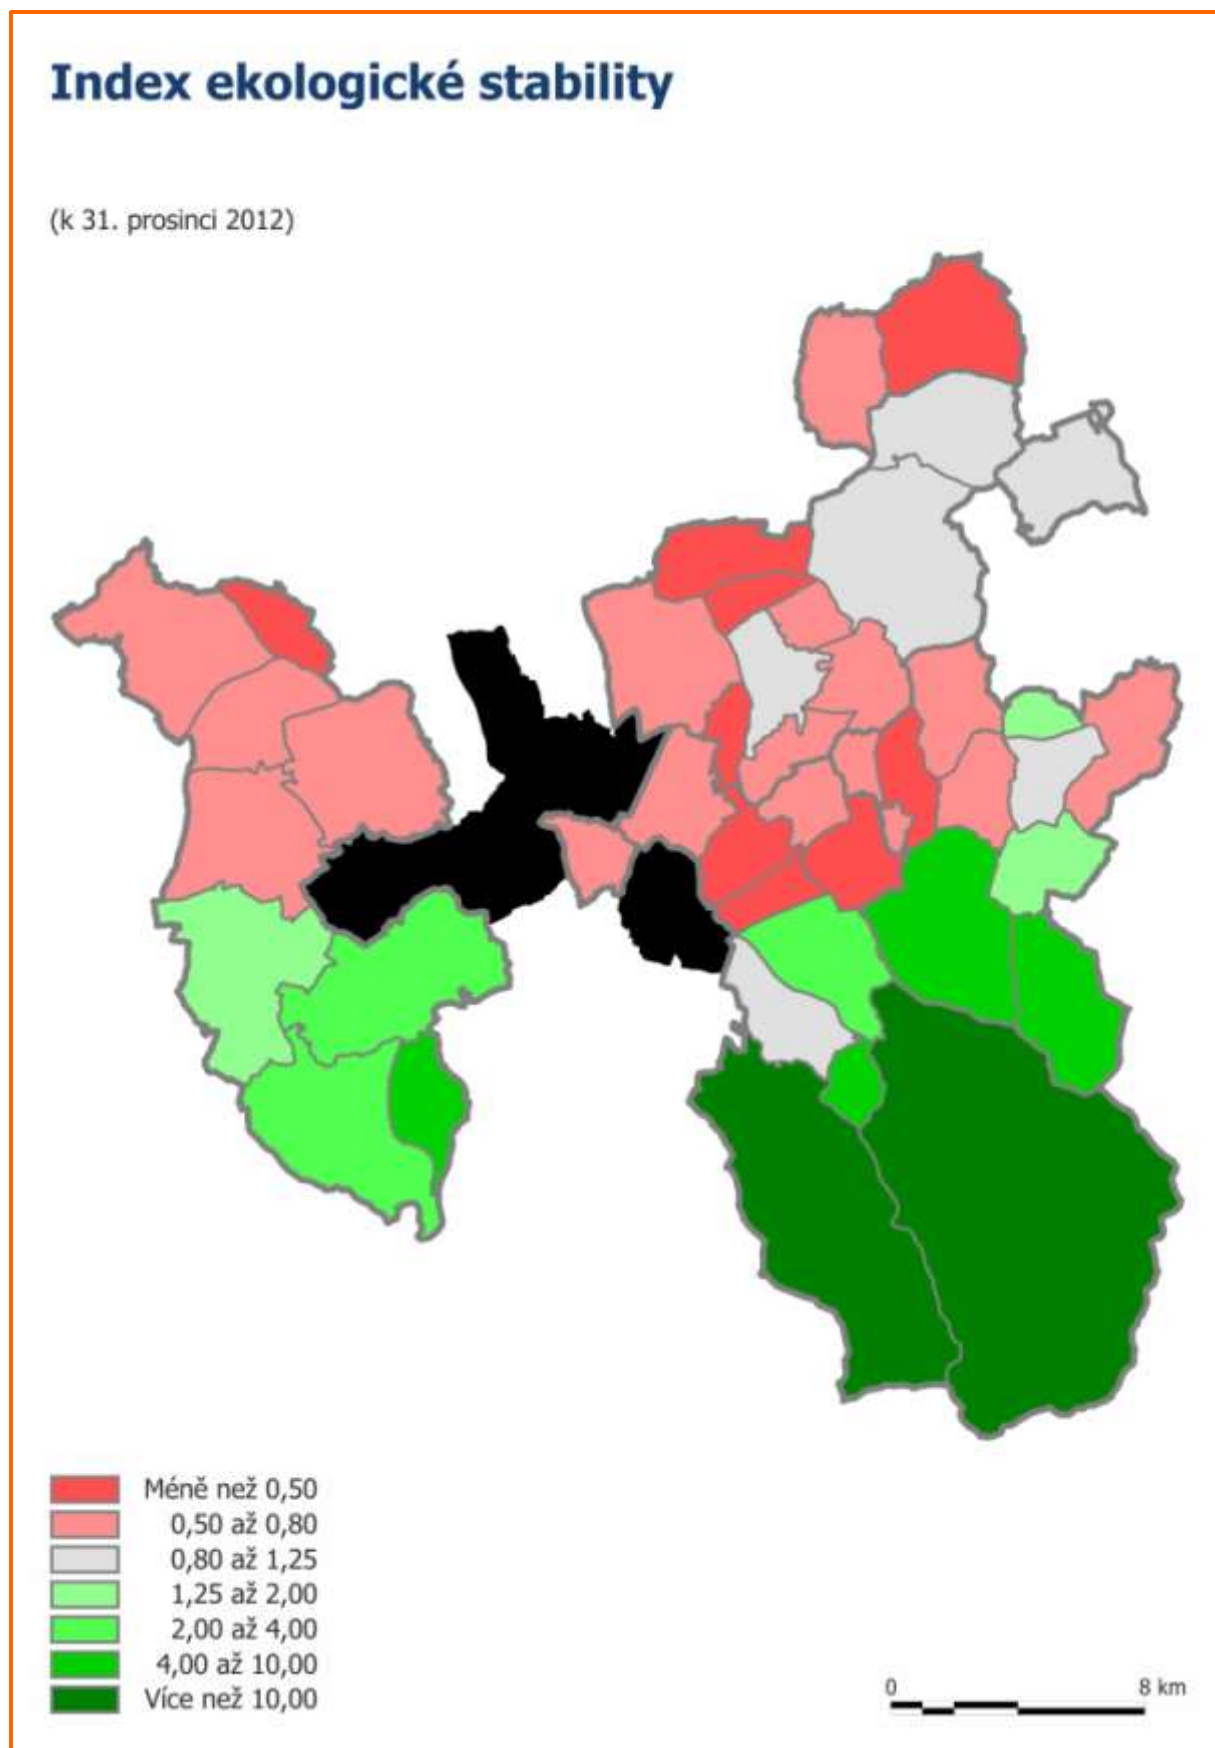 Index ekologické stability
(k 31. prosinci 2012)
Méně než 0,50
0,50 až 0,80
0,80 až 1,25
1,25 až 2,00
2,00 až 4,00
4,00 až 10,00
Více než 10,00
0 8 km